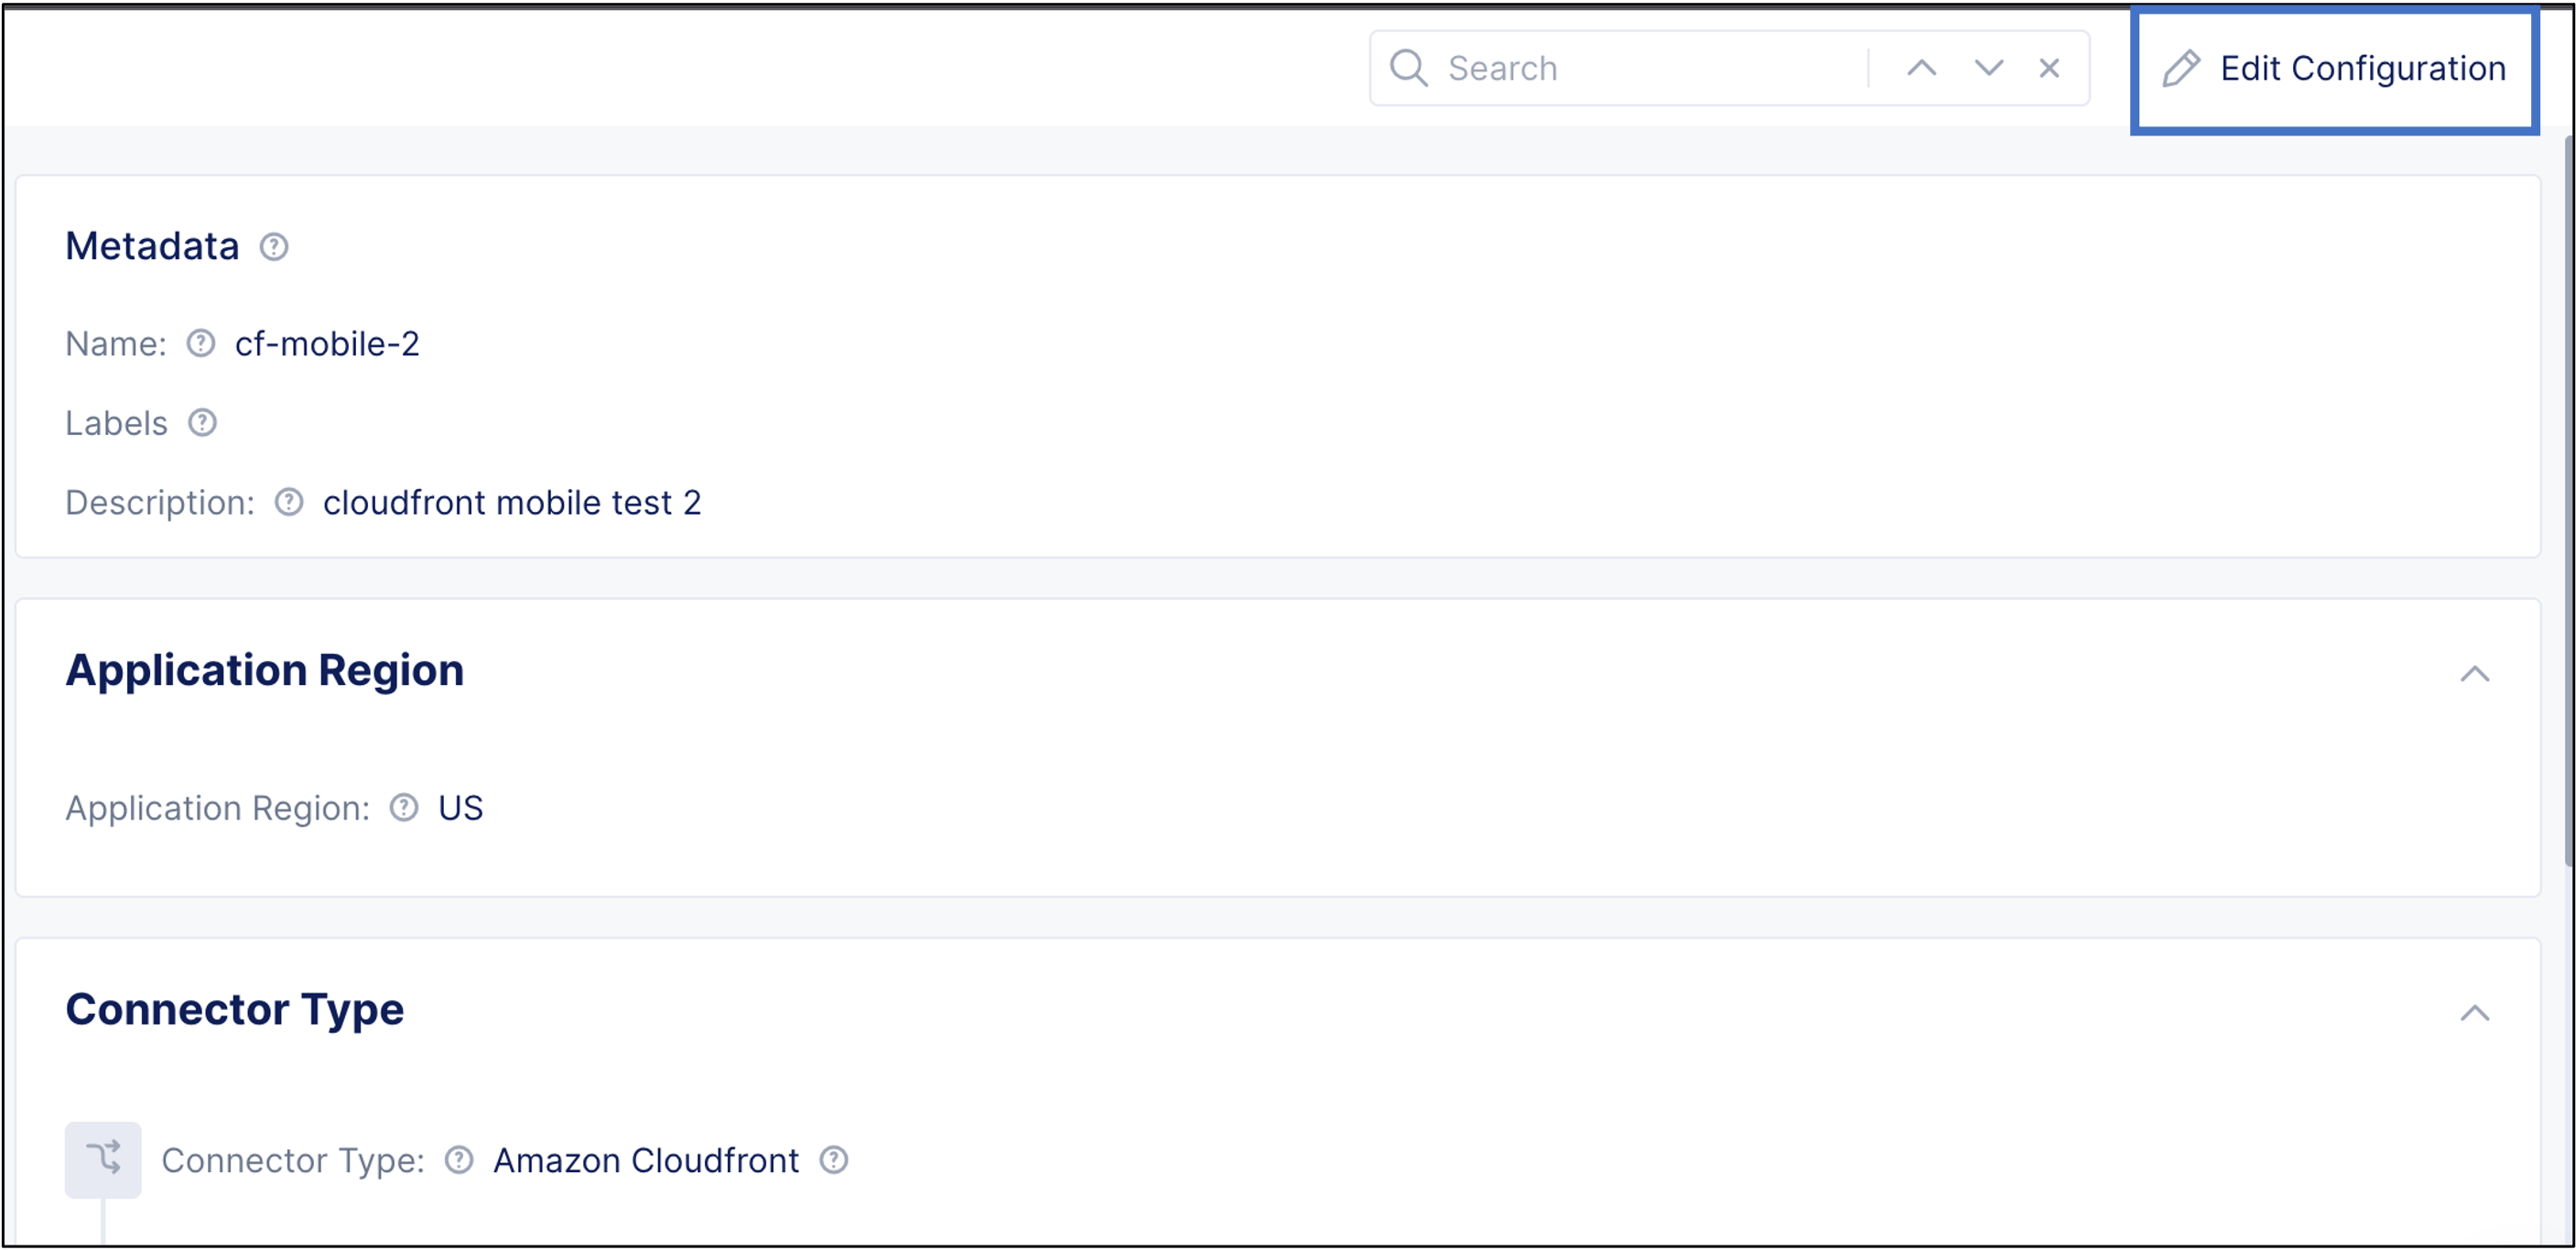 Search
Edit Configuration
Metadata
Name: cf-mobile-2
Labels
Description: cloudfront mobile test 2
Application Region
Application Region: US
Connector Type
Connector Type: Amazon Cloudfront